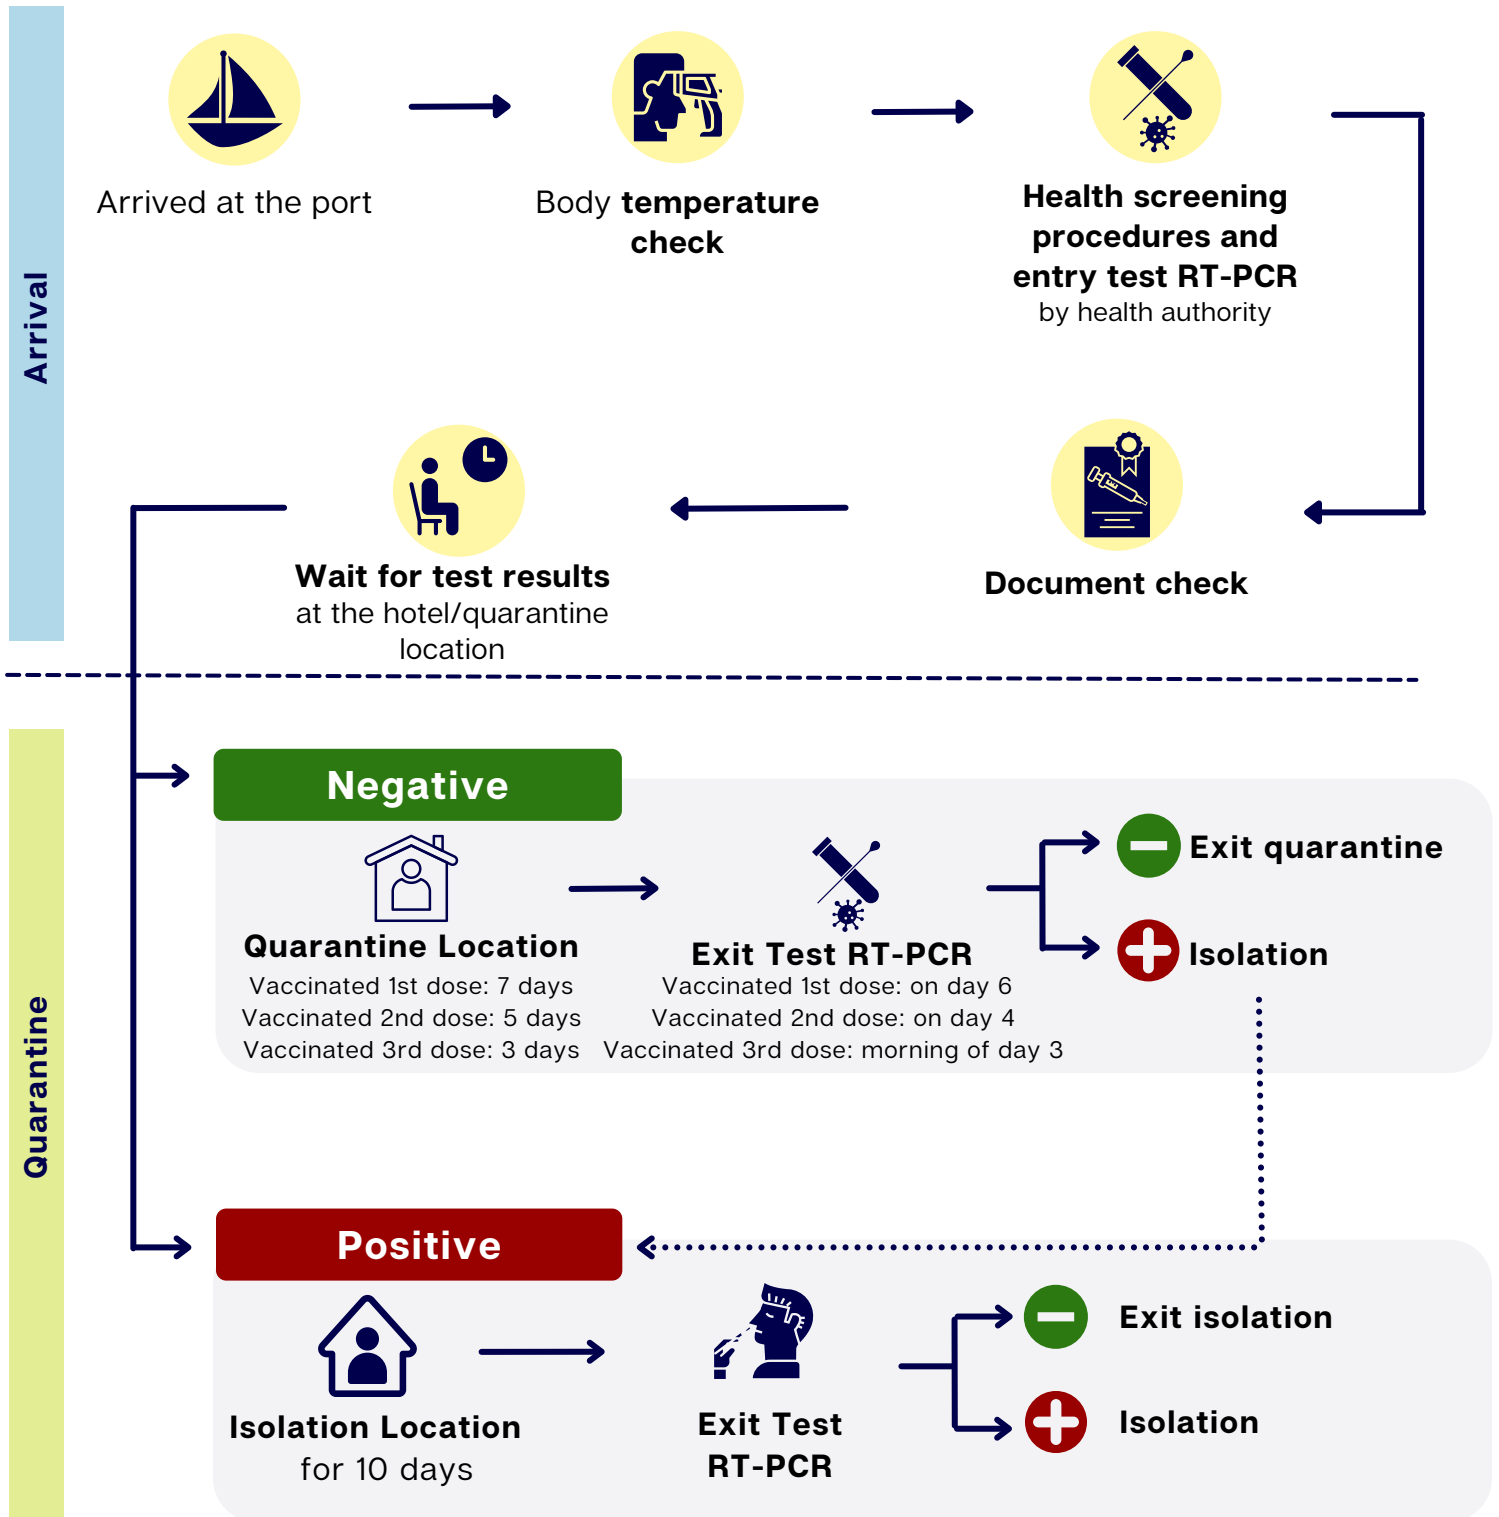 Arrival
Arrived at the port
Body temperature
check
Health screening
procedures and
entry test RT-PCR
by health authority
Wait for test results
at the hotel/quarantine
location
Document check
Quarantine
Negative
Quarantine Location
Vaccinated 1st dose: 7 days
Vaccinated 2nd dose: 5 days
Vaccinated 3rd dose: 3 days
Exit Test RT-PCR
Vaccinated 1st dose: on day 6
Vaccinated 2nd dose: on day 4
Vaccinated 3rd dose: morning of day 3
Exit quarantine
Isolation
Positive
Isolation Location
for 10 days
Exit Test
RT-PCR
Exit isolation
Isolation